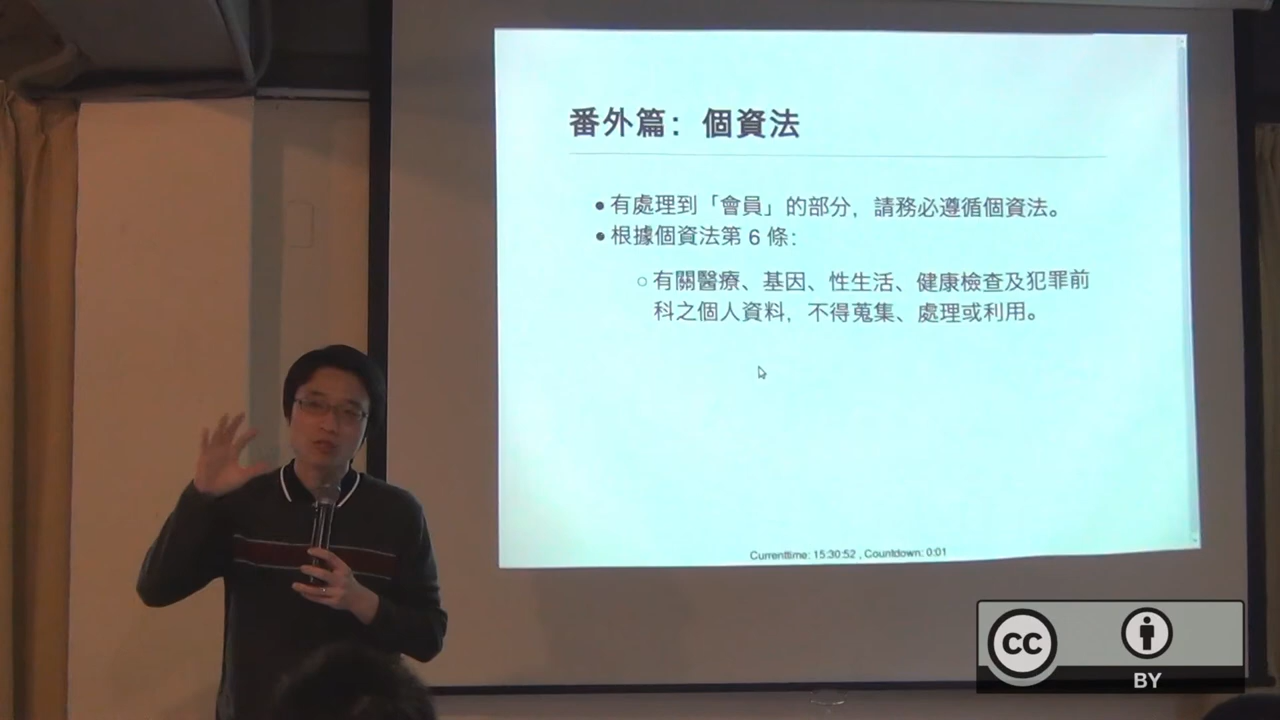 番外篇：個資法
●有處理到「會員」的部分，請務必遵循個資法。
●根據個資法第 6 條：
○有關醫療、基因、性生活、健康檢查及犯罪前
科之個人資料，不得蒐集、處理或利用。
Currenttime: 15:30:52 , Countdown: 0:01
CC
BY